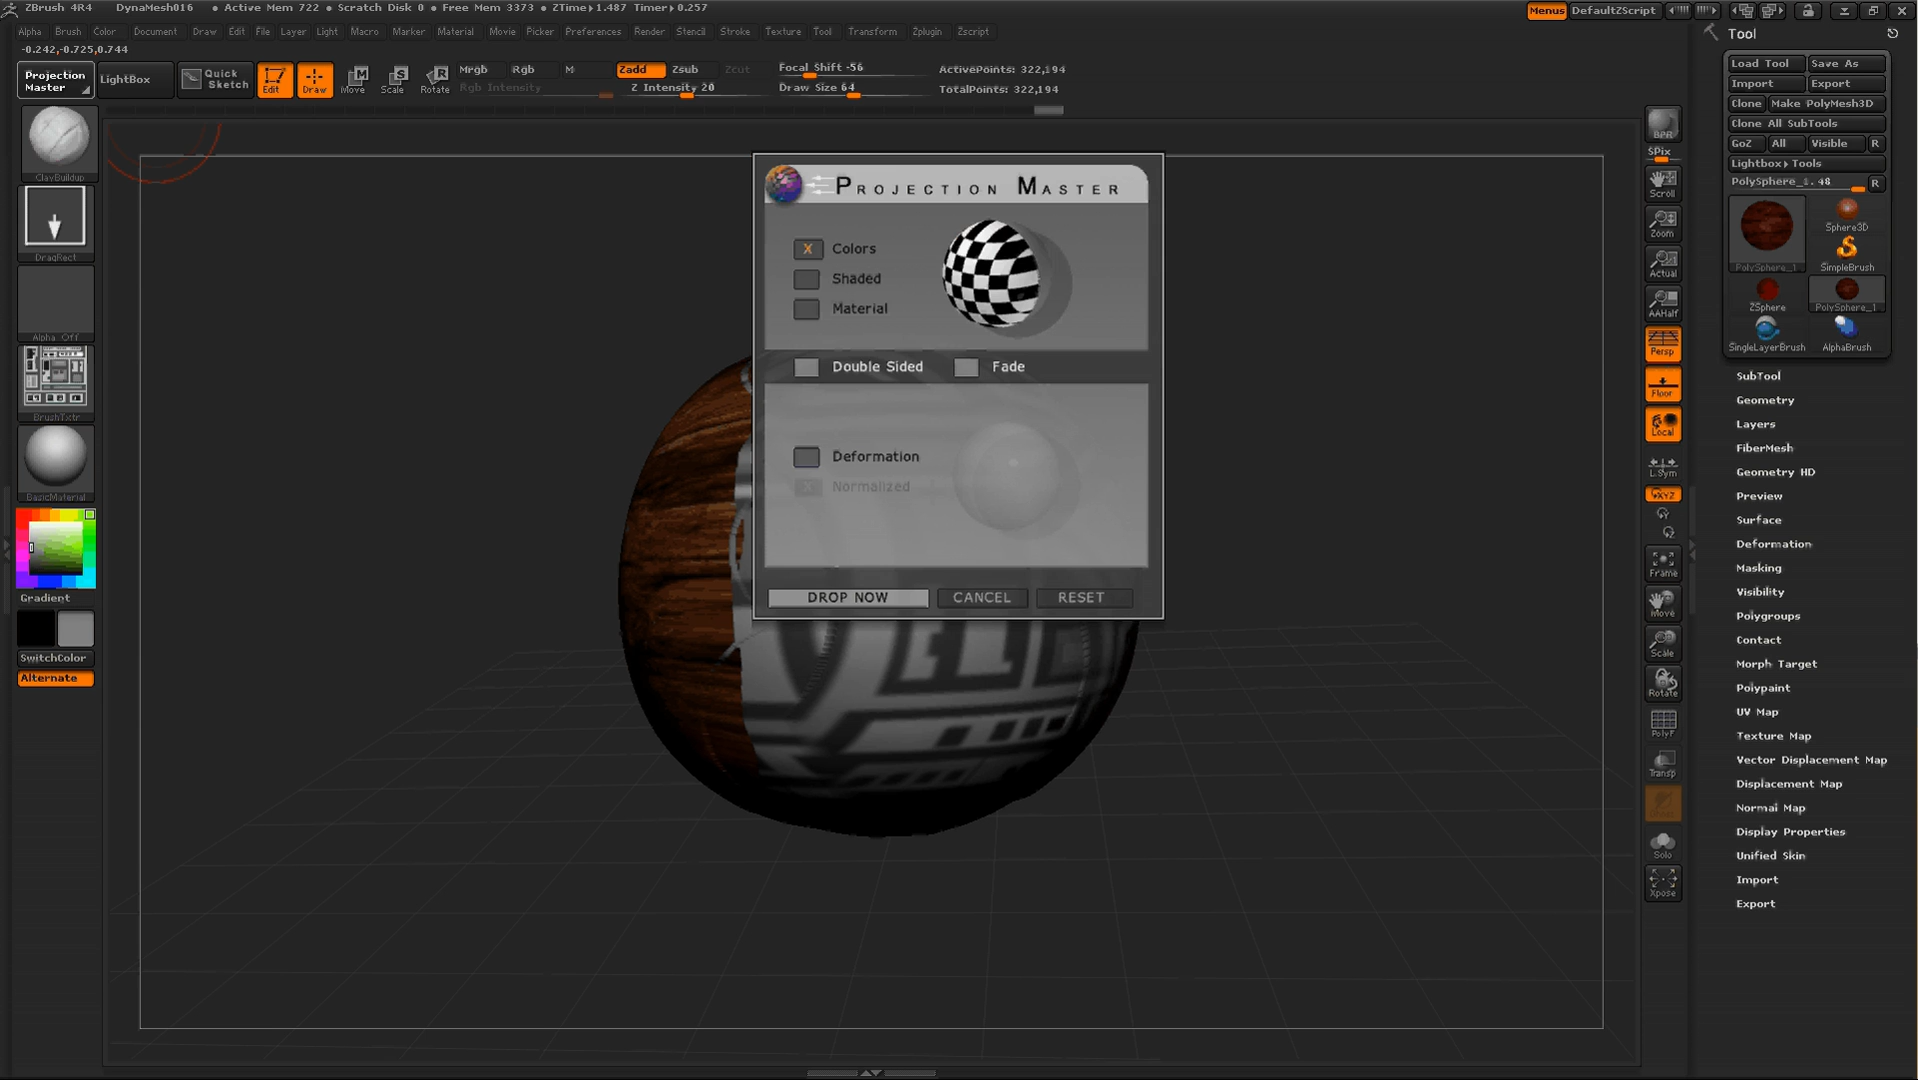 ZBrush 4R4 DynaMesh016 • Active Mem 722 • Scratch Disk 0 • Free Mem 3373 • ZTime▸1.487 Timer▸0.257 Menus DefaultZScript
Alpha Brush Color Document Draw Edit File Layer Light Macro Marker Material Movie Picker Preferences Render Stencil Stroke Texture Tool Transform Zplugin Zscript
-0.242,-0.725,0.744
Projection Master
LightBox
Quick Sketch
Edit
Draw
Move
Scale
Rotate
Mrgb Rgb M
Rgb Intensity
Zadd Zsub Zcut
Z Intensity 20
Focal Shift -56
Draw Size 64
ActivePoints: 322,194
TotalPoints: 322,194
ClayBuildup
DragRect
Alpha Off
BrushTxtr
BasicMaterial
Gradient
SwitchColor
Alternate
PROJECTION MASTER
X Colors
Shaded
Material
Double Sided Fade
Deformation
X Normalized
DROP NOW CANCEL RESET
BPR
SPix
Scroll
Zoom
Actual
AAHalf
Persp
Floor
Local
L.Sym
XYZ
Frame
Move
Scale
Rotate
PolyF
Transp
Solo
Xpose
Tool
Load Tool Save As
Import Export
Clone Make PolyMesh3D
Clone All SubTools
GoZ All Visible R
Lightbox▸Tools
PolySphere_1. 48 R
PolySphere_1
Sphere3D
SimpleBrush
ZSphere
PolySphere_1
SingleLayerBrush
AlphaBrush
SubTool
Geometry
Layers
FiberMesh
Geometry HD
Preview
Surface
Deformation
Masking
Visibility
Polygroups
Contact
Morph Target
Polypaint
UV Map
Texture Map
Vector Displacement Map
Displacement Map
Normal Map
Display Properties
Unified Skin
Import
Export